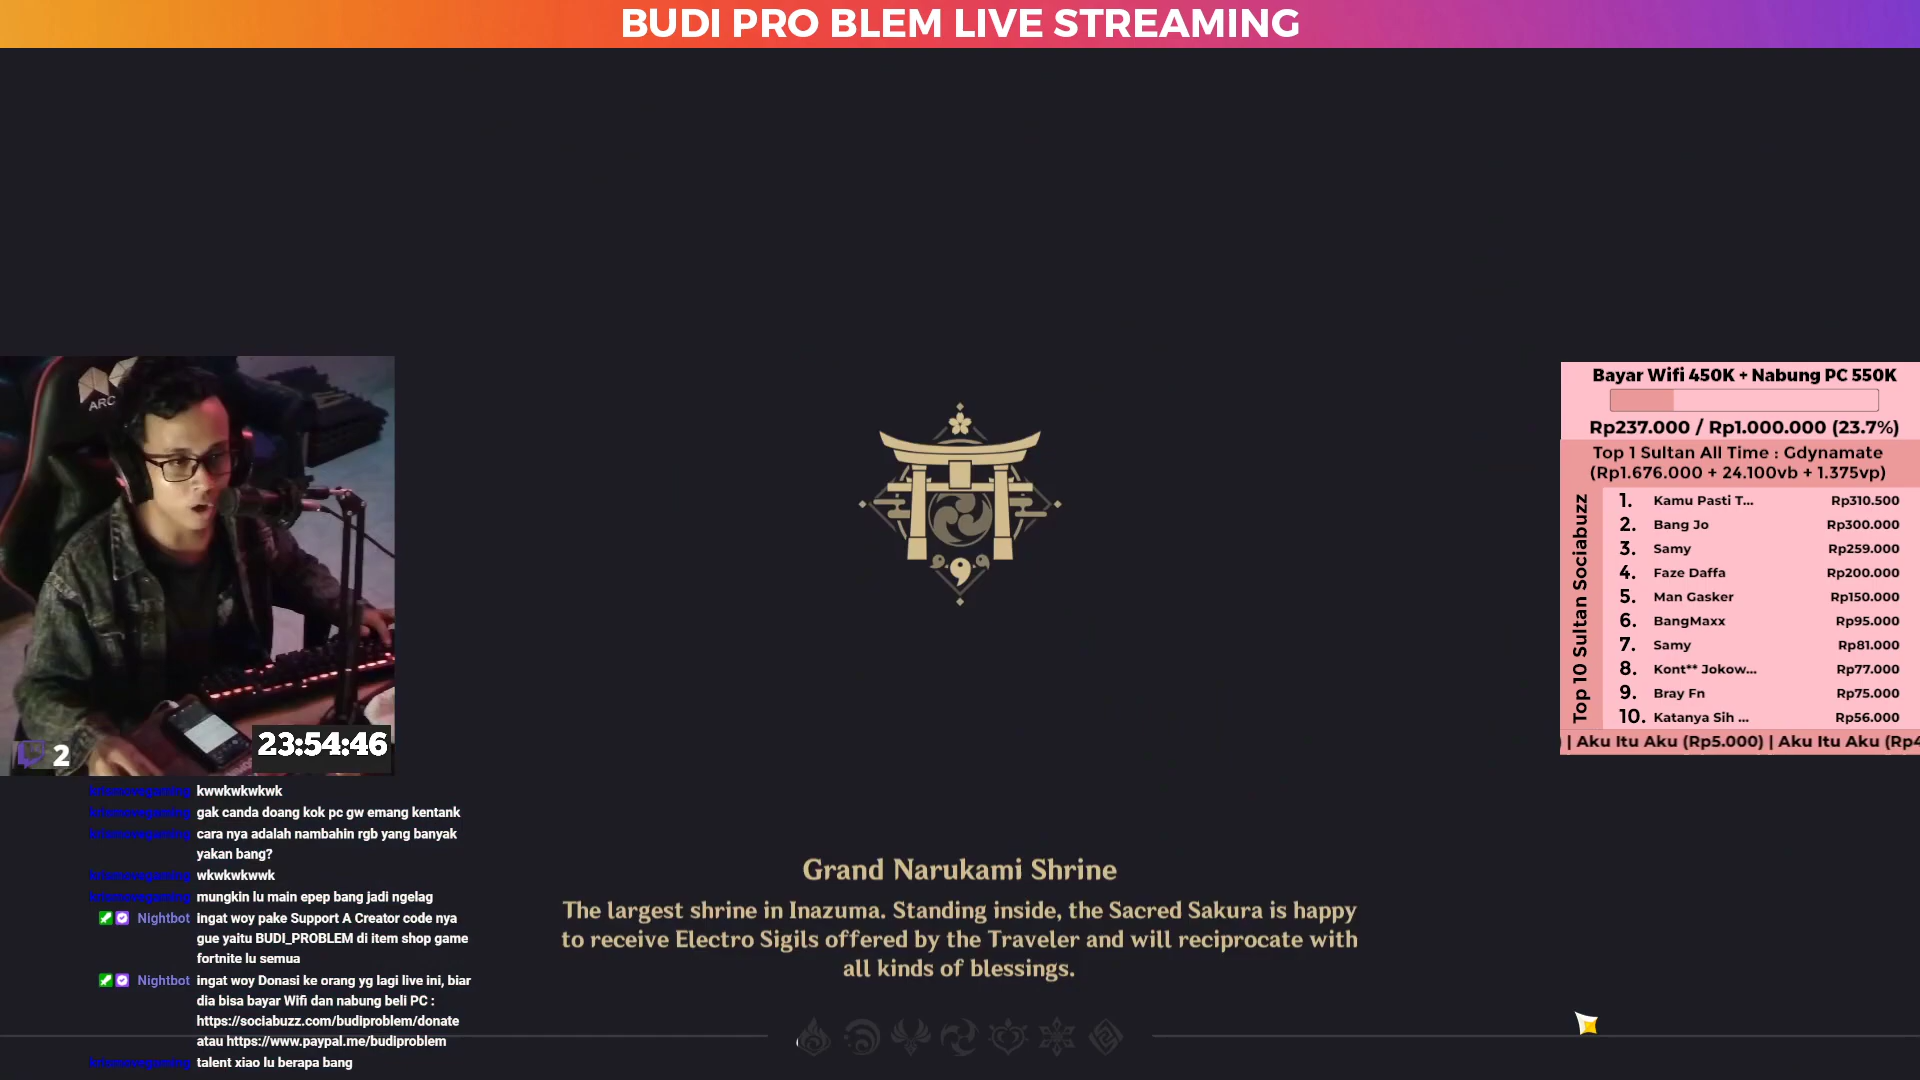 BUDI PRO BLEM LIVE STREAMING
ARC
2
23:54:46
kwwkwkwkwk
gak canda doang kok pc gw emang kentank
cara nya adalah nambahin rgb yang banyak
yakan bang?
wkwkwkwwk
mungkin lu main epep bang jadi ngelag
Nightbot ingat woy pake Support A Creator code nya
gue yaitu BUDI_PROBLEM di item shop game
fortnite lu semua
Nightbot ingat woy Donasi ke orang yg lagi live ini, biar
dia bisa bayar Wifi dan nabung beli PC :
https://sociabuzz.com/budiproblem/donate
atau https://www.paypal.me/budiproblem
talent xiao lu berapa bang
Grand Narukami Shrine
The largest shrine in Inazuma. Standing inside, the Sacred Sakura is happy
to receive Electro Sigils offered by the Traveler and will reciprocate with
all kinds of blessings.
Bayar Wifi 450K + Nabung PC 550K
Rp237.000 / Rp1.000.000 (23.7%)
Top 1 Sultan All Time : Gdynamate
(Rp1.676.000 + 24.100vb + 1.375vp)
Top 10 Sultan Sociabuzz
1. Kamu Pasti T... Rp310.500
2. Bang Jo Rp300.000
3. Samy Rp259.000
4. Faze Daffa Rp200.000
5. Man Gasker Rp150.000
6. BangMaxx Rp95.000
7. Samy Rp81.000
8. Kont** Jokow... Rp77.000
9. Bray Fn Rp75.000
10. Katanya Sih ... Rp56.000
) | Aku Itu Aku (Rp5.000) | Aku Itu Aku (Rp4